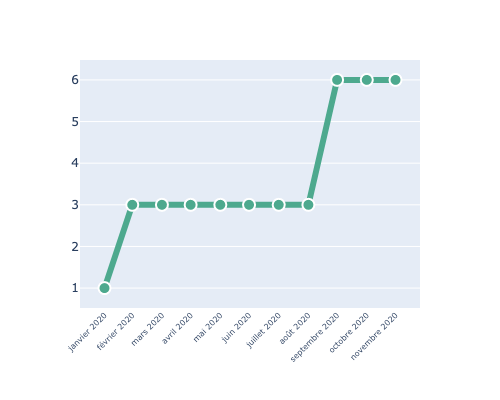 6
5
4
3
2
1
janvier 2020
février 2020
mars 2020
avril 2020
mai 2020
juin 2020
juillet 2020
août 2020
septembre 2020
octobre 2020
novembre 2020